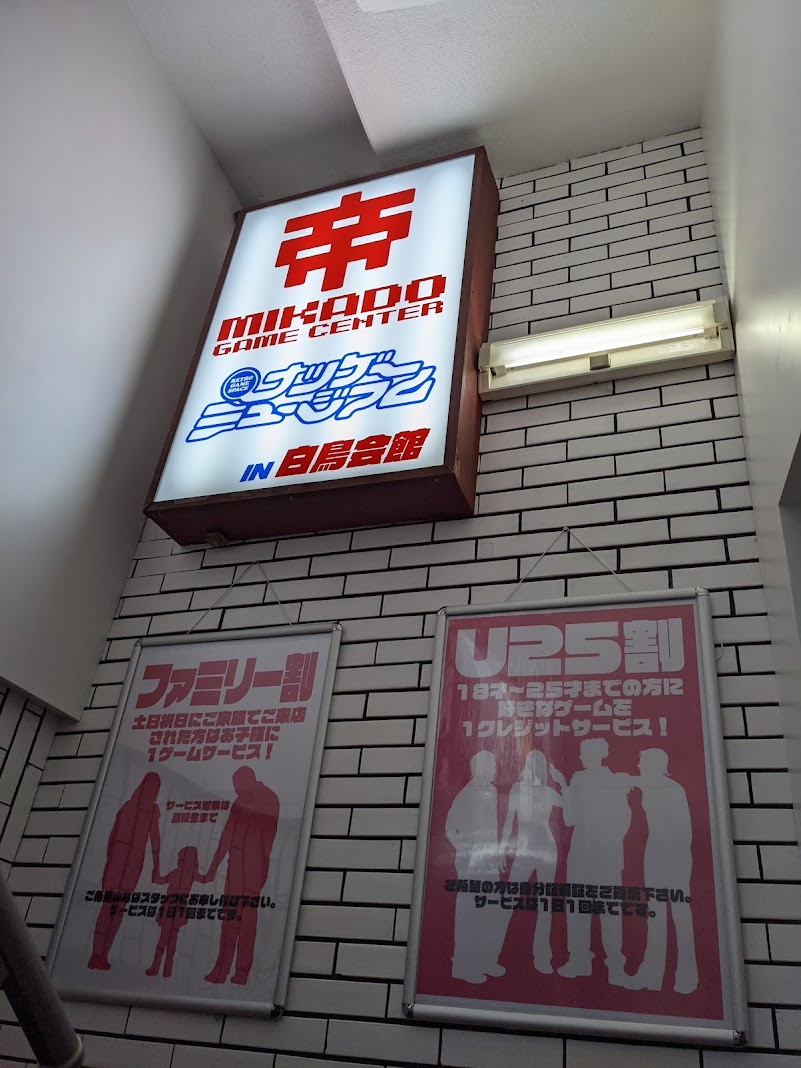 帝
MIKADO
GAME CENTER
RETRO
GAME
SPACE
ナツゲー
ミュージアム
IN 白鳥会館
ファミリー割
土日祝日にご家族でご来店
された方はお子様に
1ゲームサービス!
サービス対象は
高校生まで
ご希望の方はスタッフにお申し付け下さい。
サービスは1日1回までです。
U25割
18才〜25才までの方に
好きなゲームを
1クレジットサービス!
ご希望の方は身分証明証をご提示下さい。
サービスは1日1回までです。